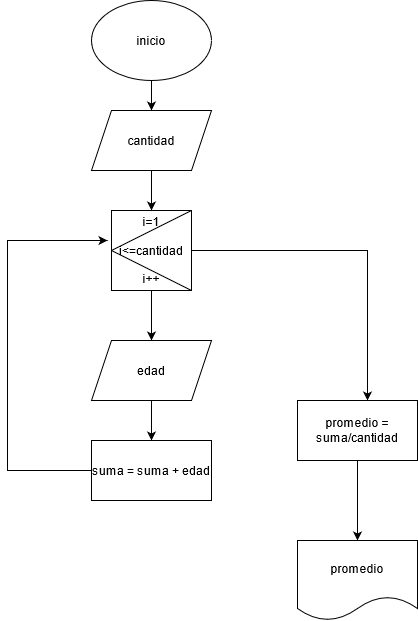 inicio
cantidad
i=1
i<=cantidad
i++
edad
suma = suma + edad
promedio =
suma/cantidad
promedio